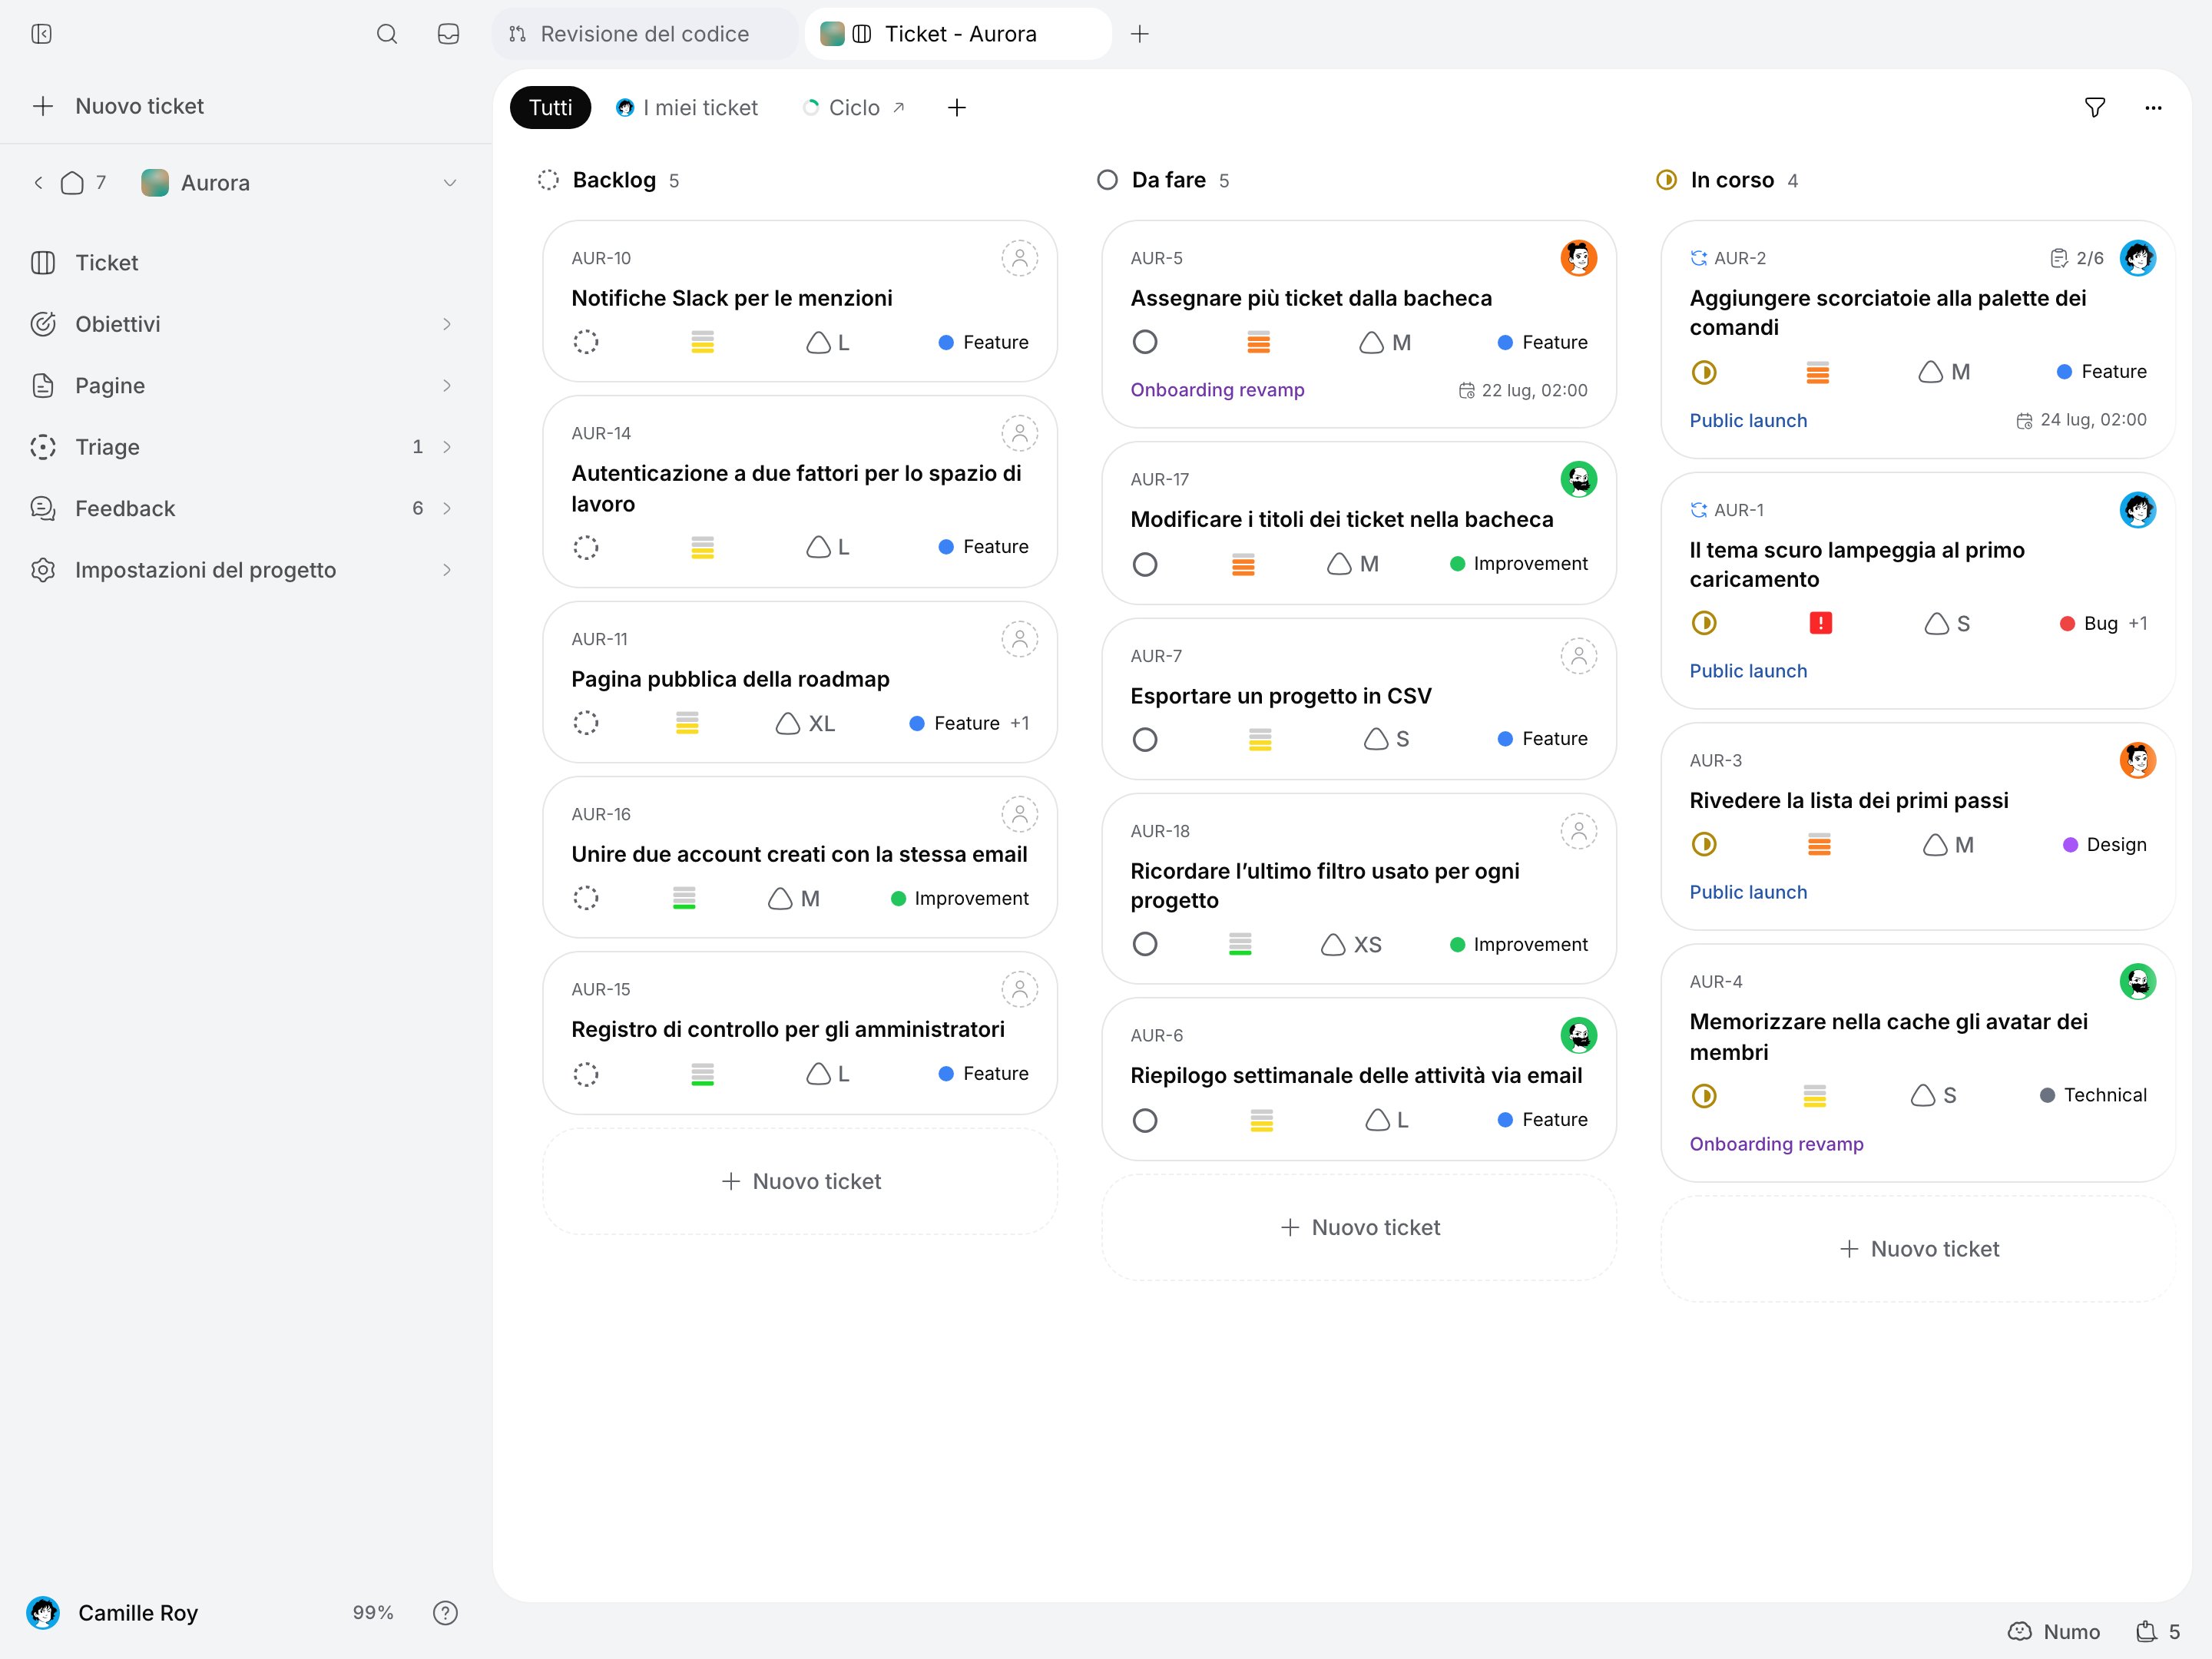 Revisione del codice
Ticket - Aurora
Nuovo ticket
7
Aurora
Ticket
Obiettivi
Pagine
Triage 1
Feedback 6
Impostazioni del progetto
Camille Roy
99%
Tutti
I miei ticket
Ciclo
Backlog 5
AUR-10
Notifiche Slack per le menzioni
L
Feature
AUR-14
Autenticazione a due fattori per lo spazio di
lavoro
L
Feature
AUR-11
Pagina pubblica della roadmap
XL
Feature +1
AUR-16
Unire due account creati con la stessa email
M
Improvement
AUR-15
Registro di controllo per gli amministratori
L
Feature
Nuovo ticket
Da fare 5
AUR-5
Assegnare più ticket dalla bacheca
M
Feature
Onboarding revamp
22 lug, 02:00
AUR-17
Modificare i titoli dei ticket nella bacheca
M
Improvement
AUR-7
Esportare un progetto in CSV
S
Feature
AUR-18
Ricordare l’ultimo filtro usato per ogni
progetto
XS
Improvement
AUR-6
Riepilogo settimanale delle attività via email
L
Feature
Nuovo ticket
In corso 4
AUR-2
2/6
Aggiungere scorciatoie alla palette dei
comandi
M
Feature
Public launch
24 lug, 02:00
AUR-1
Il tema scuro lampeggia al primo
caricamento
S
Bug +1
Public launch
AUR-3
Rivedere la lista dei primi passi
M
Design
Public launch
AUR-4
Memorizzare nella cache gli avatar dei
membri
S
Technical
Onboarding revamp
Nuovo ticket
Numo
5